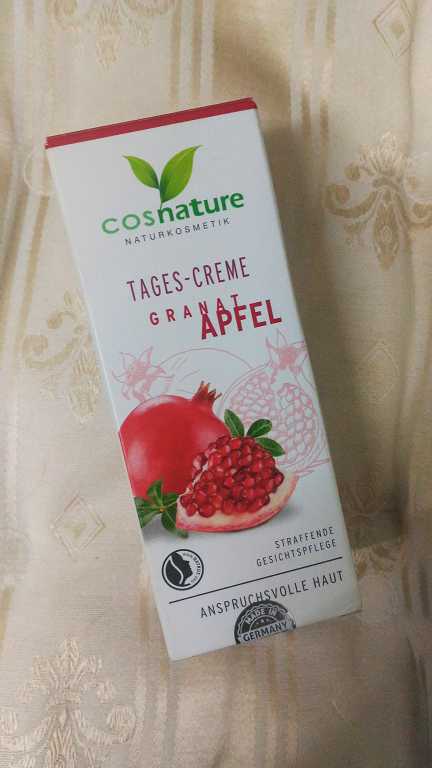 cosnature
NATURKOSMETIK
TAGES-CREME
GRANAT
APFEL
STRAFFENDE
GESICHTSPFLEGE
ANSPRUCHSVOLLE HAUT
MADE IN
GERMANY